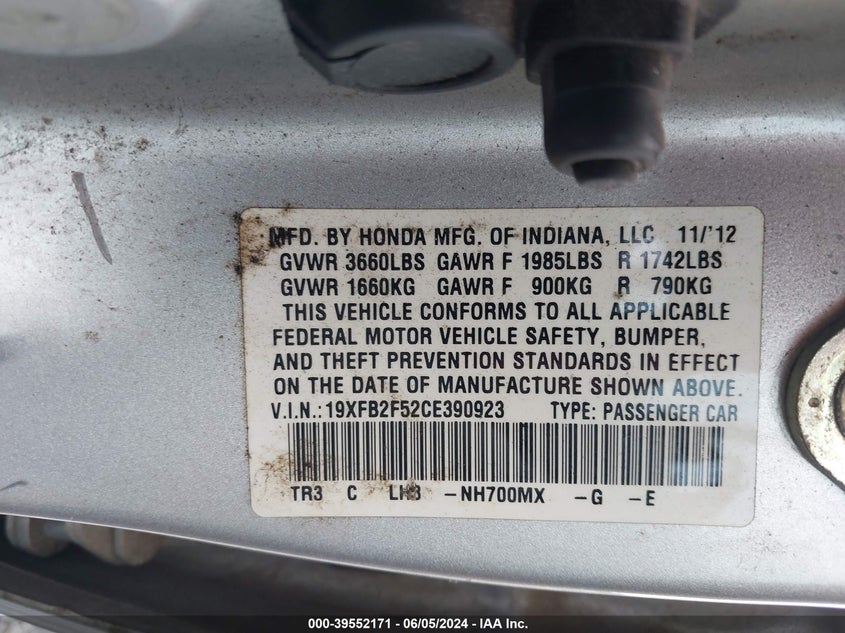 MFD. BY HONDA MFG. OF INDIANA, LLC 11/'12
GVWR 3660LBS GAWR F 1985LBS R 1742LBS
GVWR 1660KG GAWR F 900KG R 790KG
THIS VEHICLE CONFORMS TO ALL APPLICABLE
FEDERAL MOTOR VEHICLE SAFETY, BUMPER,
AND THEFT PREVENTION STANDARDS IN EFFECT
ON THE DATE OF MANUFACTURE SHOWN ABOVE.
V.I.N.:19XFB2F52CE390923 TYPE: PASSENGER CAR
TR3 C LH3 -NH700MX -G -E
000-39552171 - 06/05/2024 - IAA Inc.